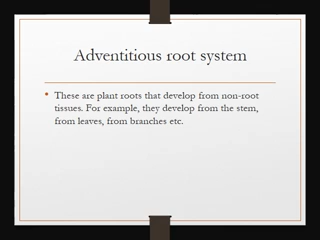 Adventitious root system
• These are plant roots that develop from non-root
tissues. For example, they develop from the stem,
from leaves, from branches etc.